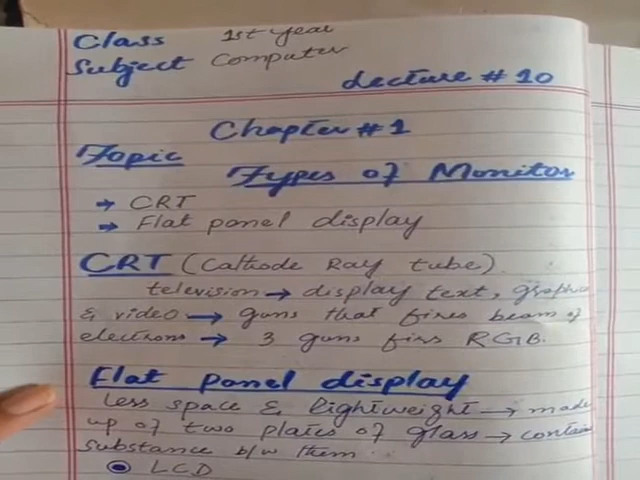 Class 1st year
Subject Computer
Lecture # 10
Chapter # 1
Topic
Types of Monitor
→ CRT
→ Flat panel display
CRT (Cathode Ray tube)
television → display text, graphic
& video → guns that fires beam of
electrons → 3 guns fires RGB.
Flat panel display
less space & lightweight → made
up of two plates of glass → contain
substance b/w them
LCD